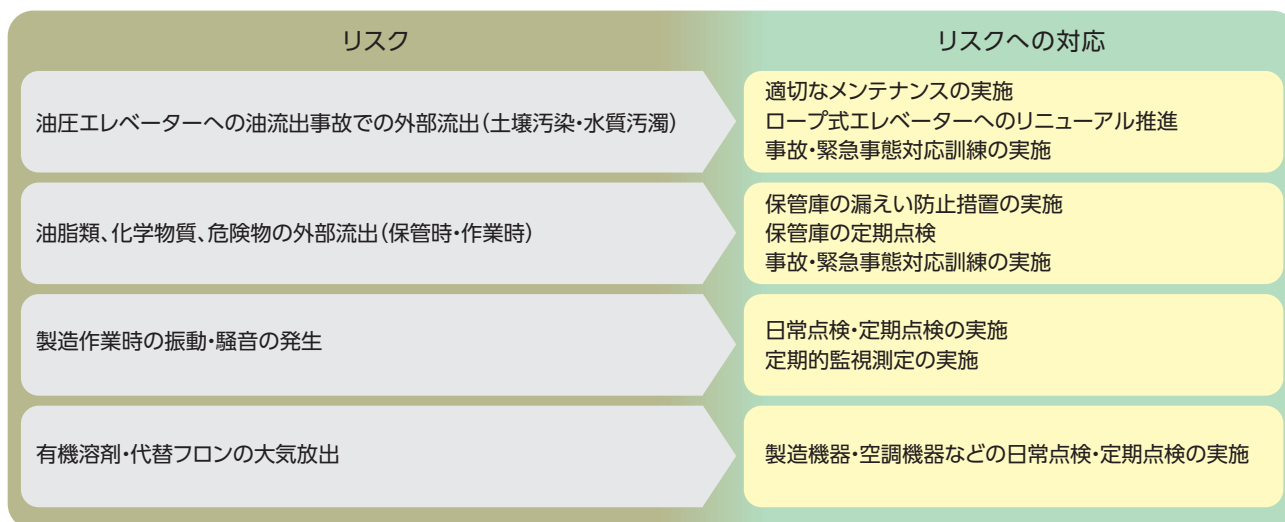 リスク
リスクへの対応
油圧エレベーターへの油流出事故での外部流出(土壌汚染・水質汚濁)
適切なメンテナンスの実施
ロープ式エレベーターへのリニューアル推進
事故・緊急事態対応訓練の実施
油脂類、化学物質、危険物の外部流出(保管時・作業時)
保管庫の漏えい防止措置の実施
保管庫の定期点検
事故・緊急事態対応訓練の実施
製造作業時の振動・騒音の発生
日常点検・定期点検の実施
定期的監視測定の実施
有機溶剤・代替フロンの大気放出
製造機器・空調機器などの日常点検・定期点検の実施